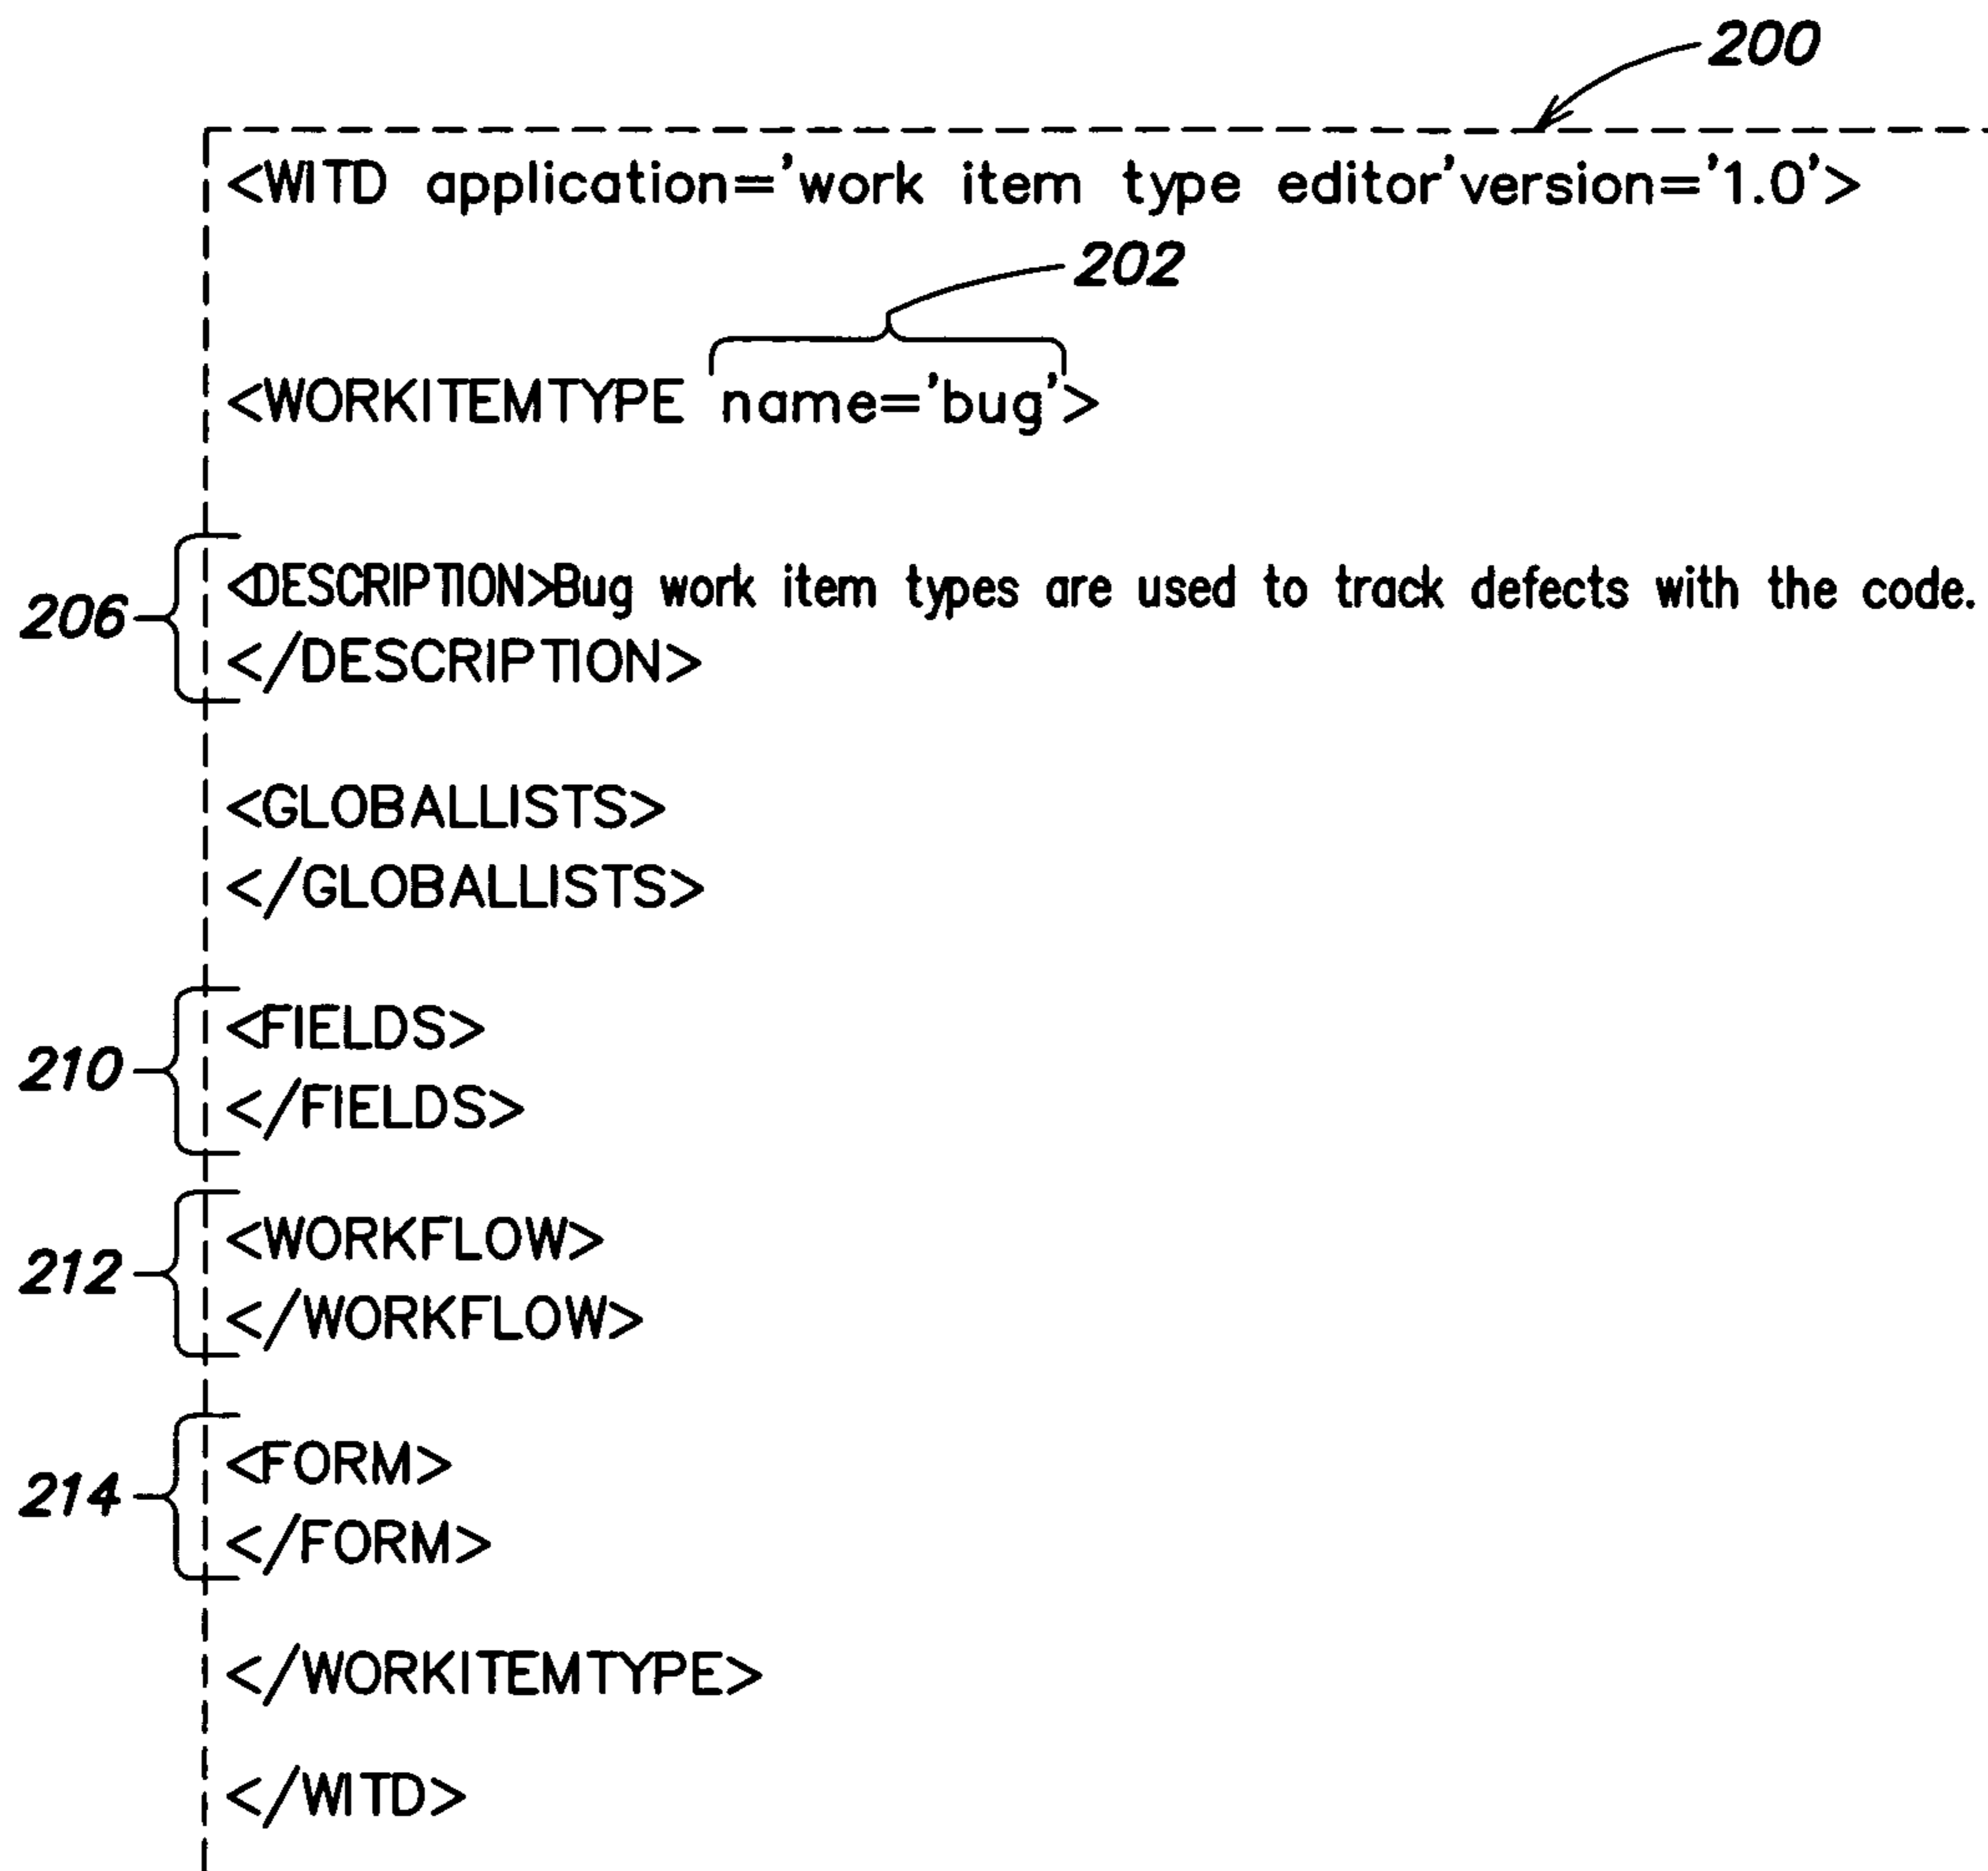 200
<WITD application='work item type editor'version='1.0'>
202
<WORKITEMTYPE name='bug'>
<DESCRIPTION>Bug work item types are used to track defects with the code.
206
</DESCRIPTION>
<GLOBALLISTS>
</GLOBALLISTS>
<FIELDS>
210
</FIELDS>
<WORKFLOW>
212
</WORKFLOW>
<FORM>
214
</FORM>
</WORKITEMTYPE>
</WITD>